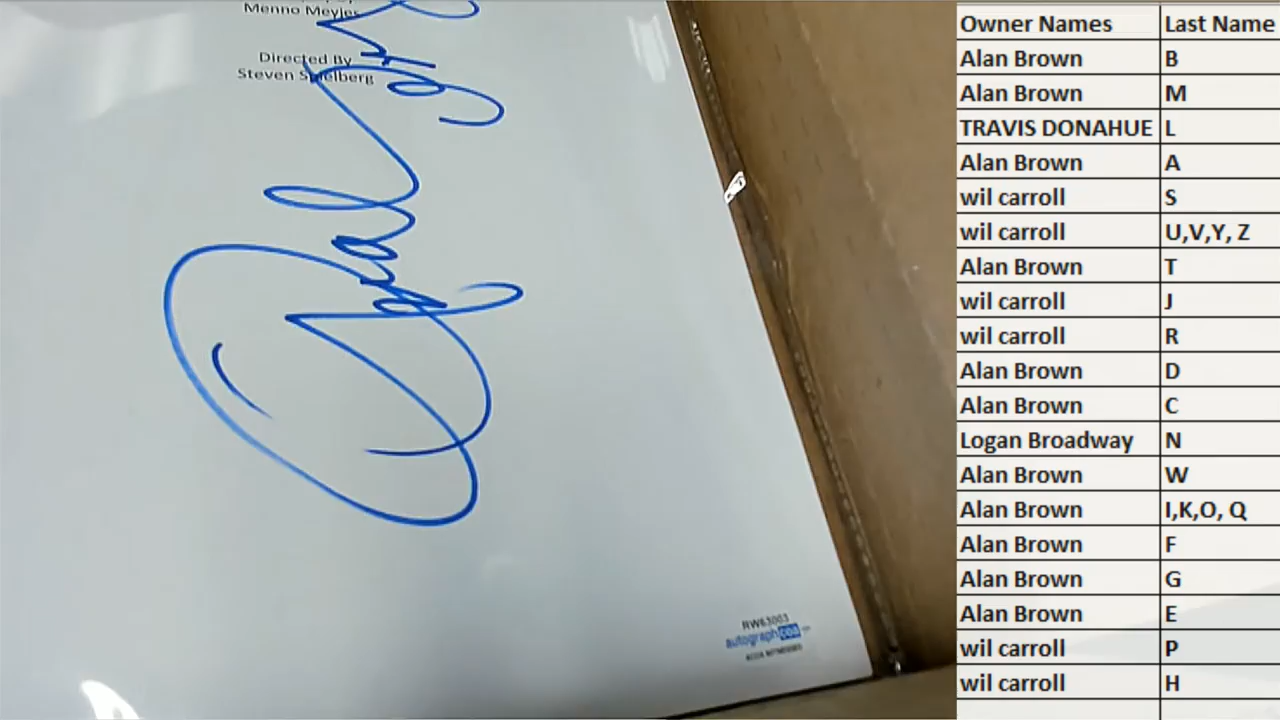 Menno Meyjes
Directed By
Steven Spielberg
RW63003
autograph COA
Owner Names Last Name
Alan Brown B
Alan Brown M
TRAVIS DONAHUE L
Alan Brown A
wil carroll S
wil carroll U,V,Y, Z
Alan Brown T
wil carroll J
wil carroll R
Alan Brown D
Alan Brown C
Logan Broadway N
Alan Brown W
Alan Brown I,K,O, Q
Alan Brown F
Alan Brown G
Alan Brown E
wil carroll P
wil carroll H